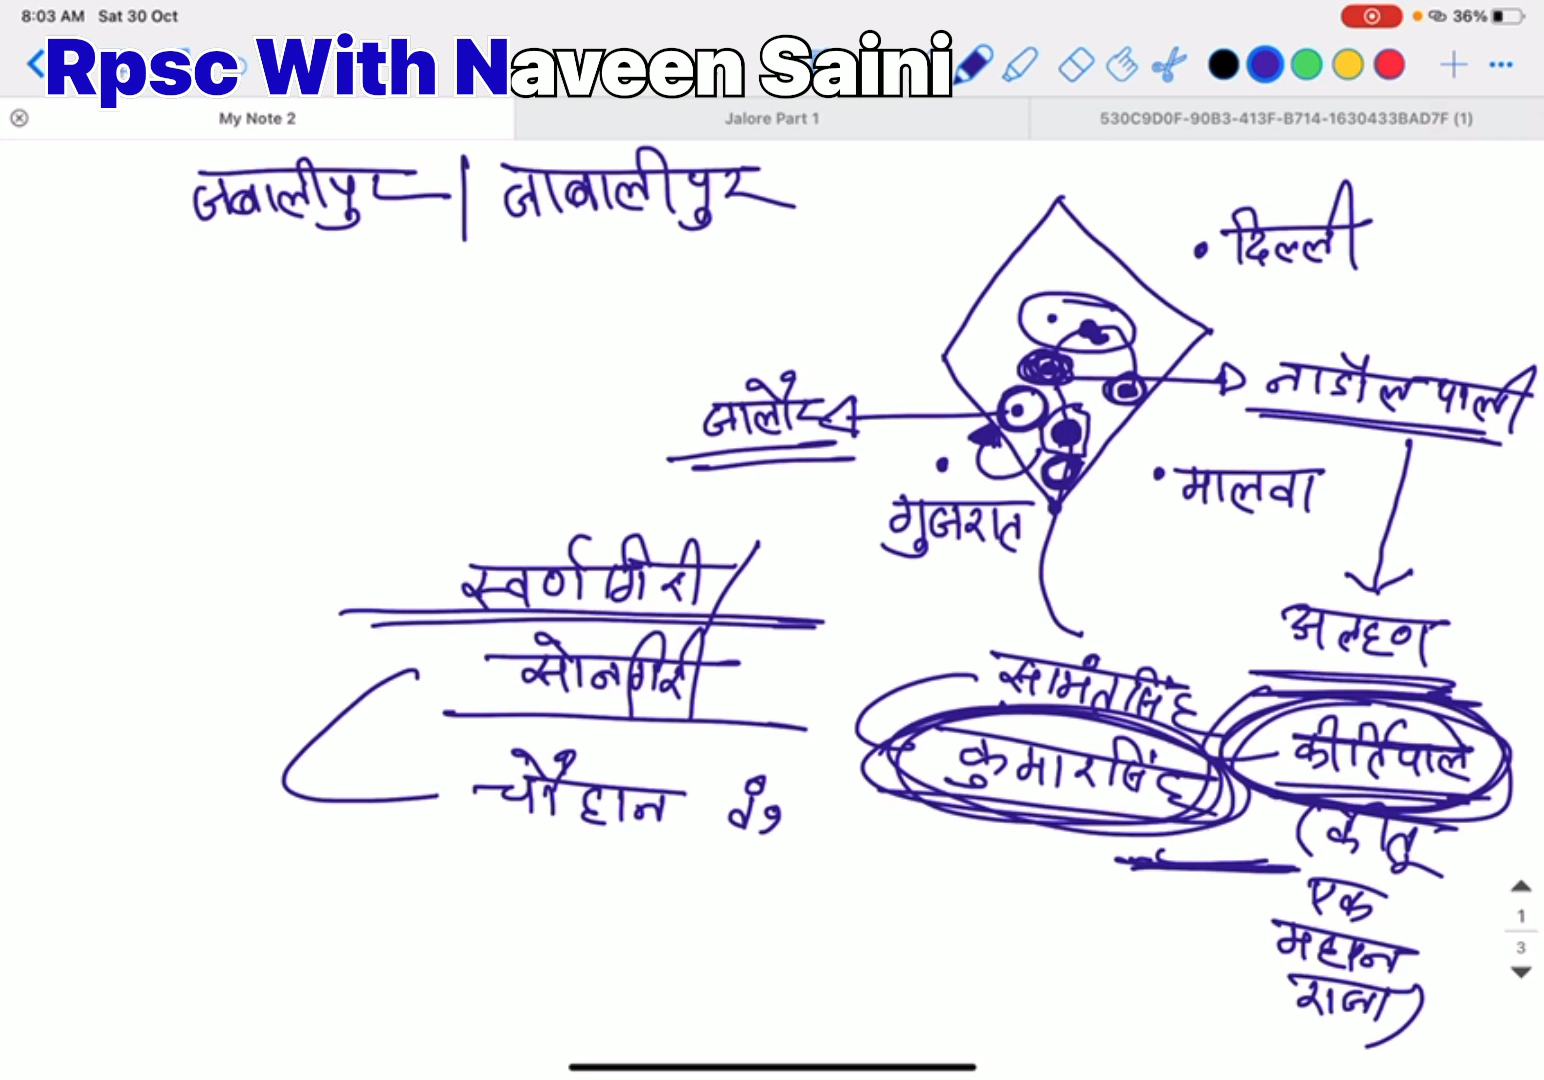 8:03 AM Sat 30 Oct
36%
Rpsc With Naveen Saini
My Note 2
Jalore Part 1
530C9D0F-90B3-413F-B714-1630433BAD7F (1)
जबालीपुर | जाबालीपुर
दिल्ली
नाडौल पाली
जालौर
मालवा
गुजरात
स्वर्णगिरी
सोनगिरी
चौहान वंश
अल्हण
सामंतसिंह
कीर्तिपाल
कुमारसिंह
(केतु
एक
महान
राजा)
1
3